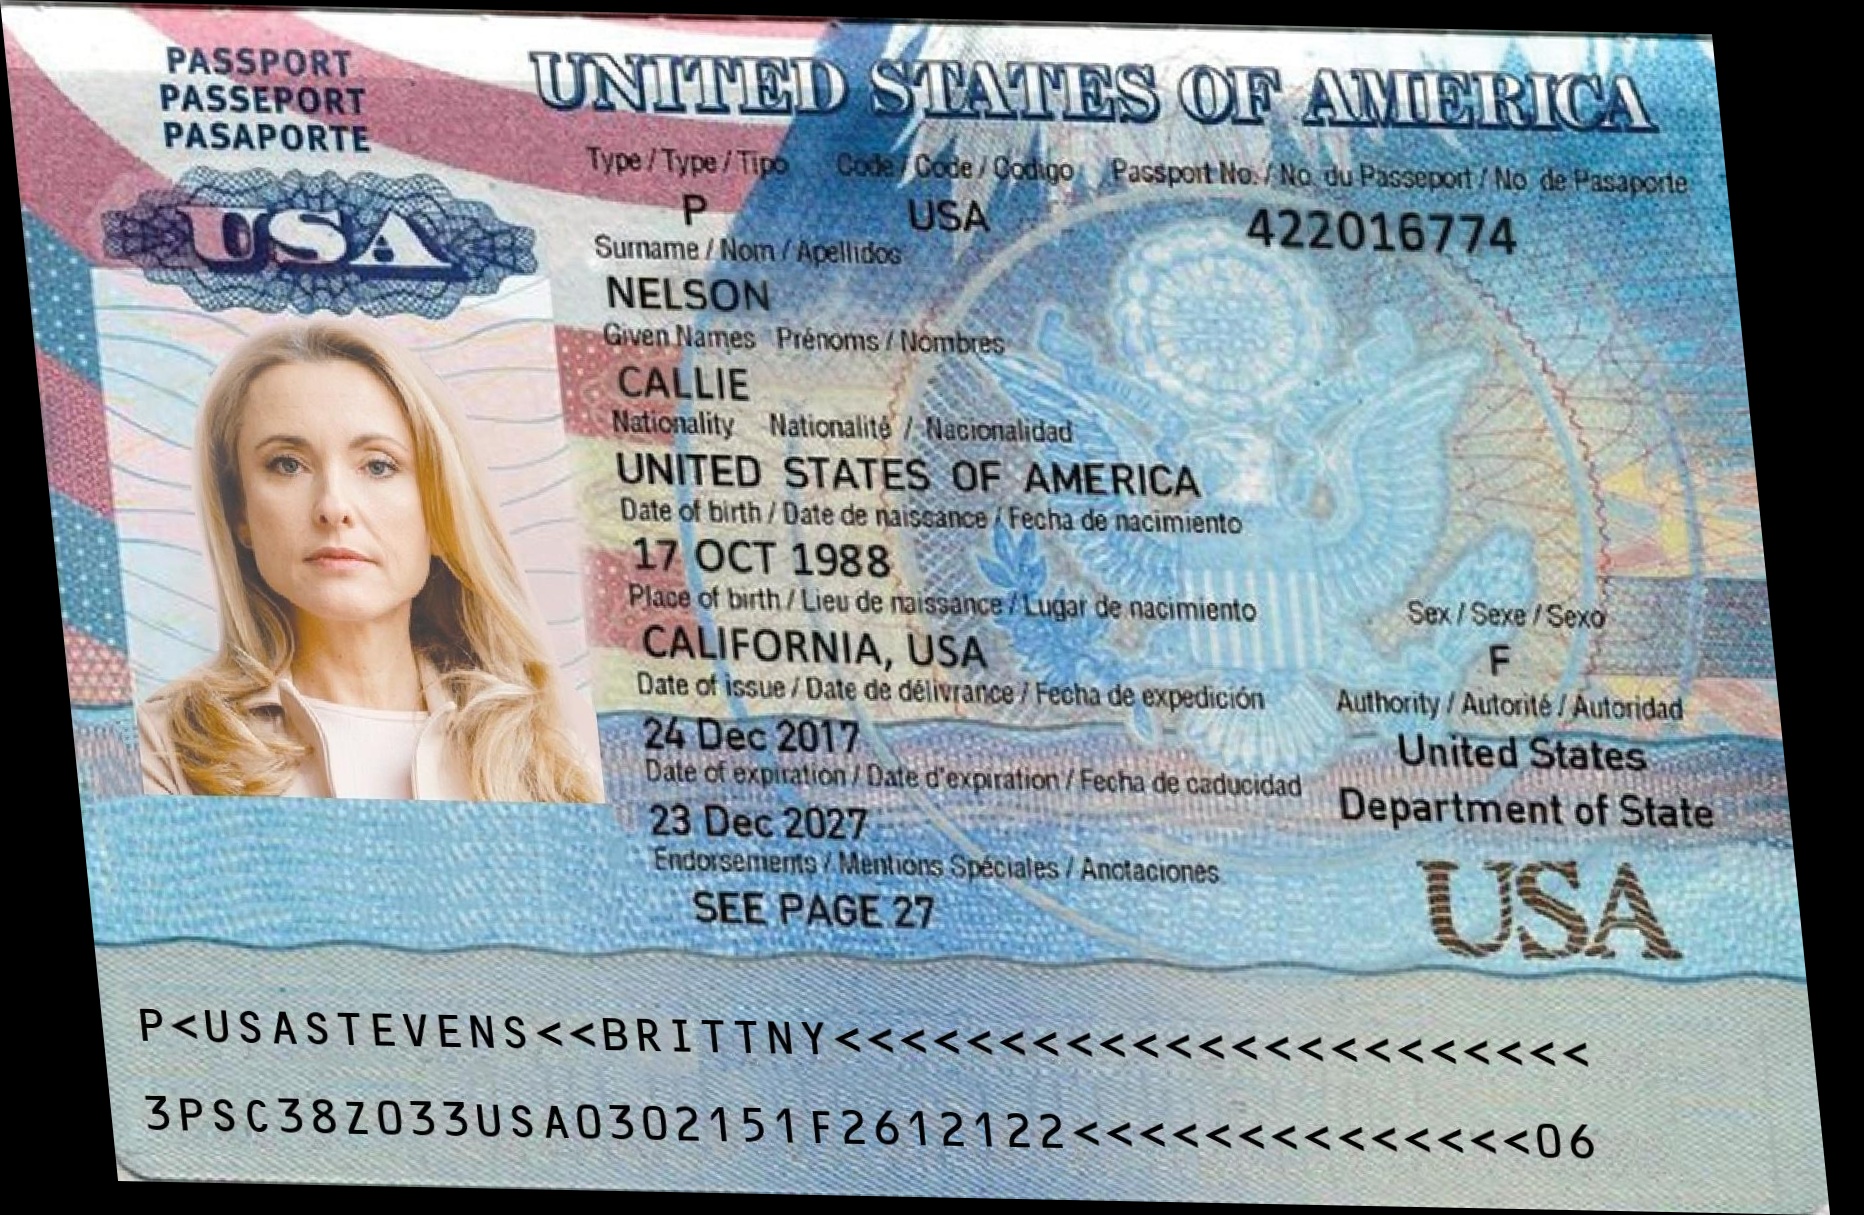 PASSPORT
PASSEPORT
PASAPORTE
USA
UNITED STATES OF AMERICA
Type / Type / Tipo Code / Code / Codigo Passport No. / No. du Passeport / No de Pasaporte
P USA 422016774
Surname / Nom / Apellidos
NELSON
Given Names Prénoms / Nombres
CALLIE
Nationality Nationalité / Nacionalidad
UNITED STATES OF AMERICA
Date of birth / Date de naissance / Fecha de nacimiento
17 OCT 1988
Place of birth / Lieu de naissance / Lugar de nacimiento Sex / Sexe / Sexo
CALIFORNIA, USA F
Date of issue / Date de délivrance / Fecha de expedición Authority / Autorité / Autoridad
24 Dec 2017 United States
Date of expiration / Date d'expiration / Fecha de caducidad Department of State
23 Dec 2027
Endorsements / Mentions Spéciales / Anotaciones
SEE PAGE 27 USA
P<USASTEVENS<<BRITTNY<<<<<<<<<<<<<<<<<<<<<<<
3PSC38Z033USA0302151F2612122<<<<<<<<<<<<<<06